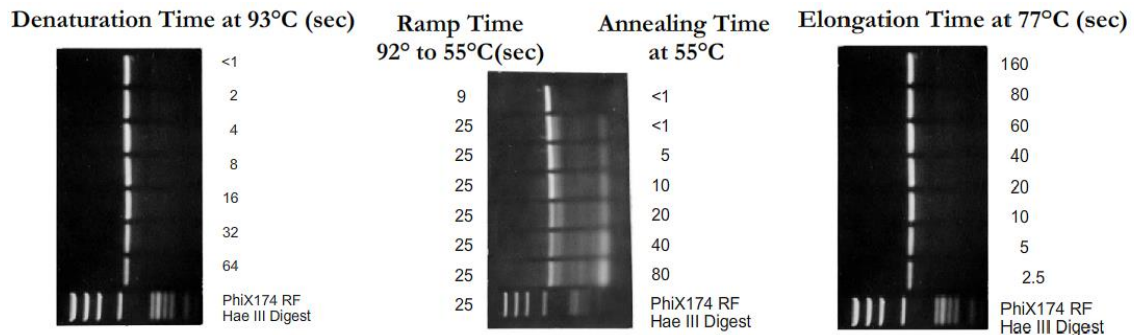 Denaturation Time at 93°C (sec)
<1
2
4
8
16
32
64
PhiX174 RF
Hae III Digest
Ramp Time
92° to 55°C(sec)
Annealing Time
at 55°C
9 <1
25 <1
25 5
25 10
25 20
25 40
25 80
25 PhiX174 RF
Hae III Digest
Elongation Time at 77°C (sec)
160
80
60
40
20
10
5
2.5
PhiX174 RF
Hae III Digest